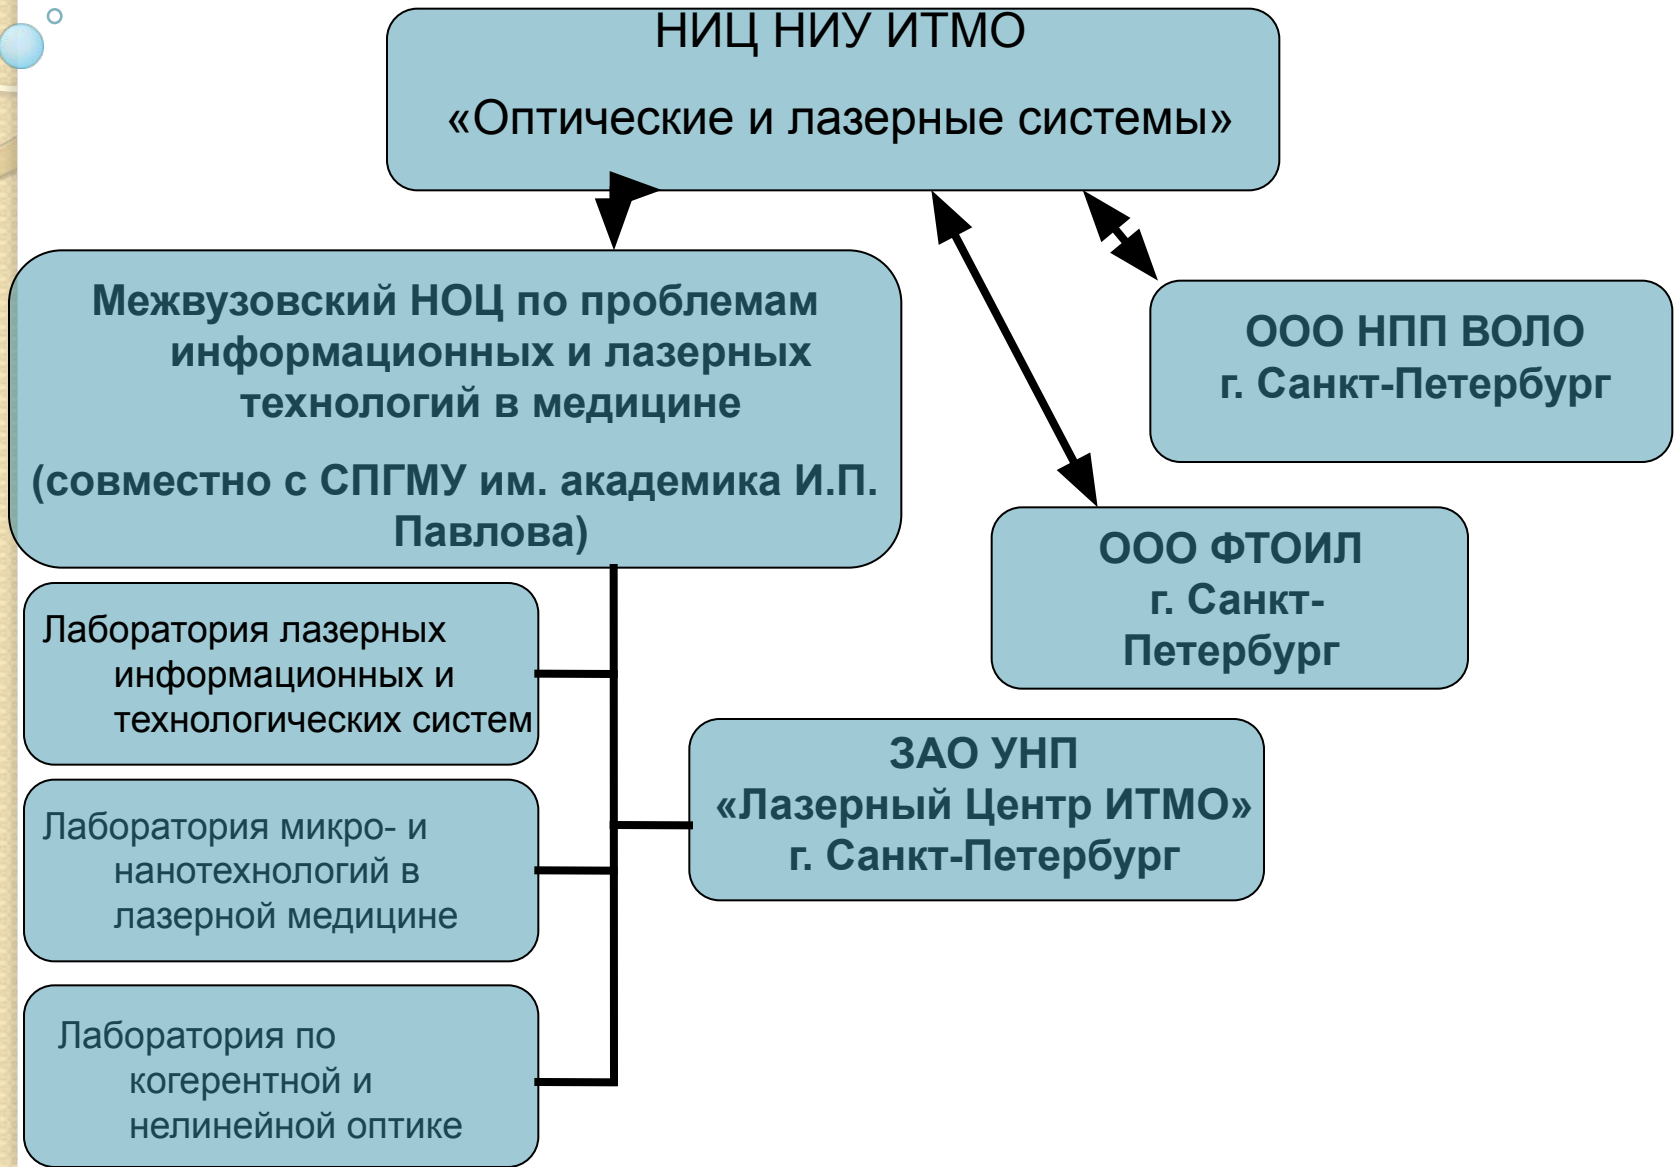 НИЦ НИУ ИТМО
«Оптические и лазерные системы»
Межвузовский НОЦ по проблемам
информационных и лазерных
технологий в медицине
(совместно с СПГМУ им. академика И.П.
Павлова)
ООО НПП ВОЛО
г. Санкт-Петербург
ООО ФТОИЛ
г. Санкт-
Петербург
Лаборатория лазерных
информационных и
технологических систем
ЗАО УНП
«Лазерный Центр ИТМО»
г. Санкт-Петербург
Лаборатория микро- и
нанотехнологий в
лазерной медицине
Лаборатория по
когерентной и
нелинейной оптике